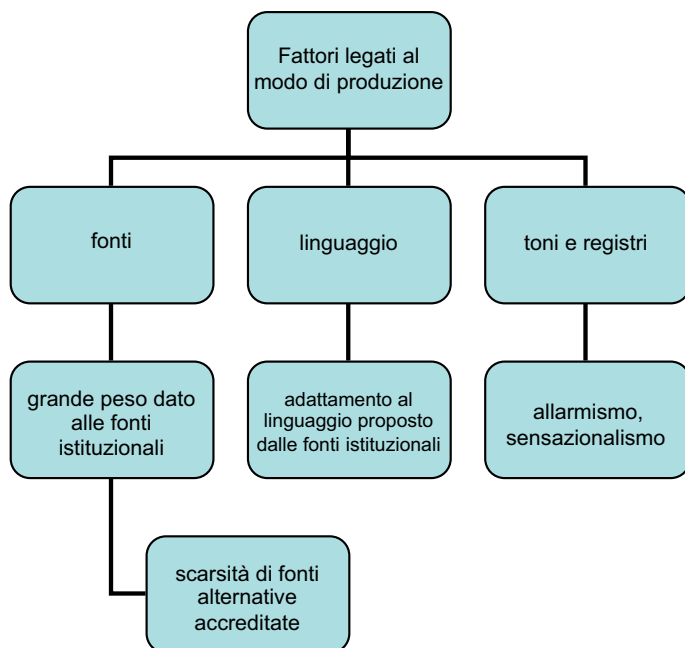 Fattori legati al
modo di produzione
fonti
linguaggio
toni e registri
grande peso dato
alle fonti
istituzionali
adattamento al
linguaggio proposto
dalle fonti istituzionali
allarmismo,
sensazionalismo
scarsità di fonti
alternative
accreditate